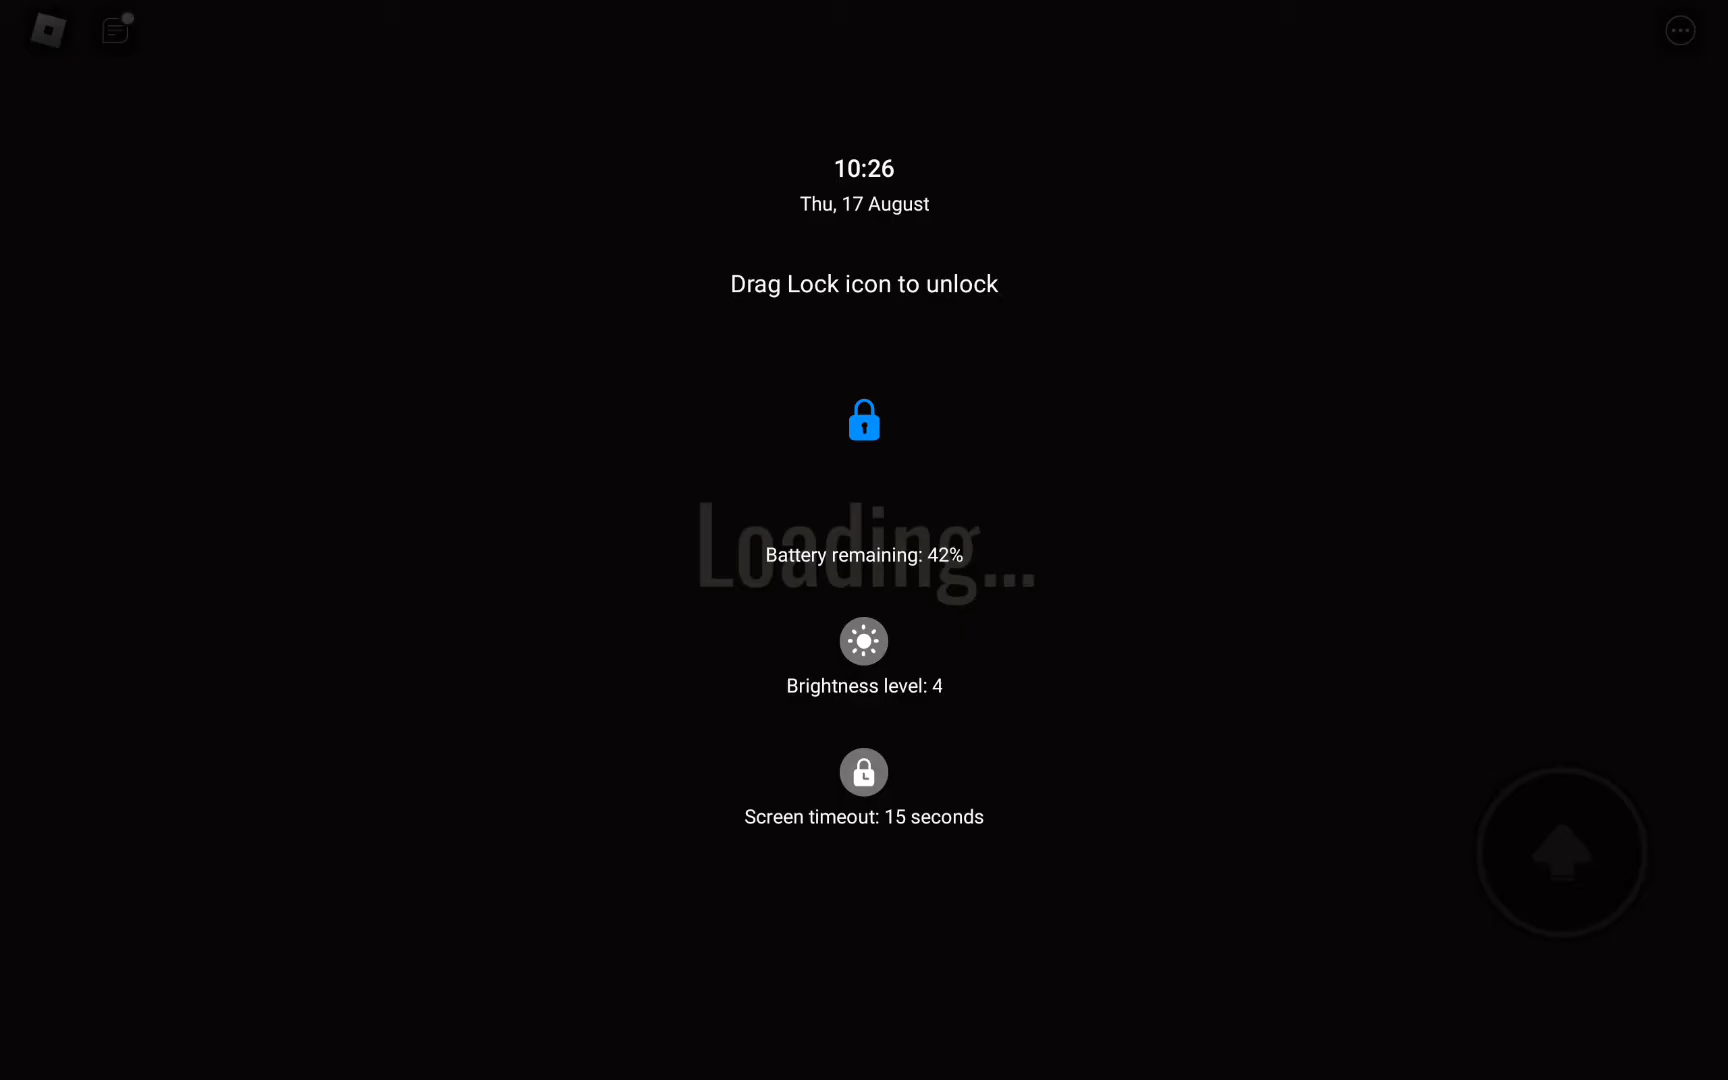 10:26
Thu, 17 August
Drag Lock icon to unlock
Loading...
Battery remaining: 42%
Brightness level: 4
Screen timeout: 15 seconds